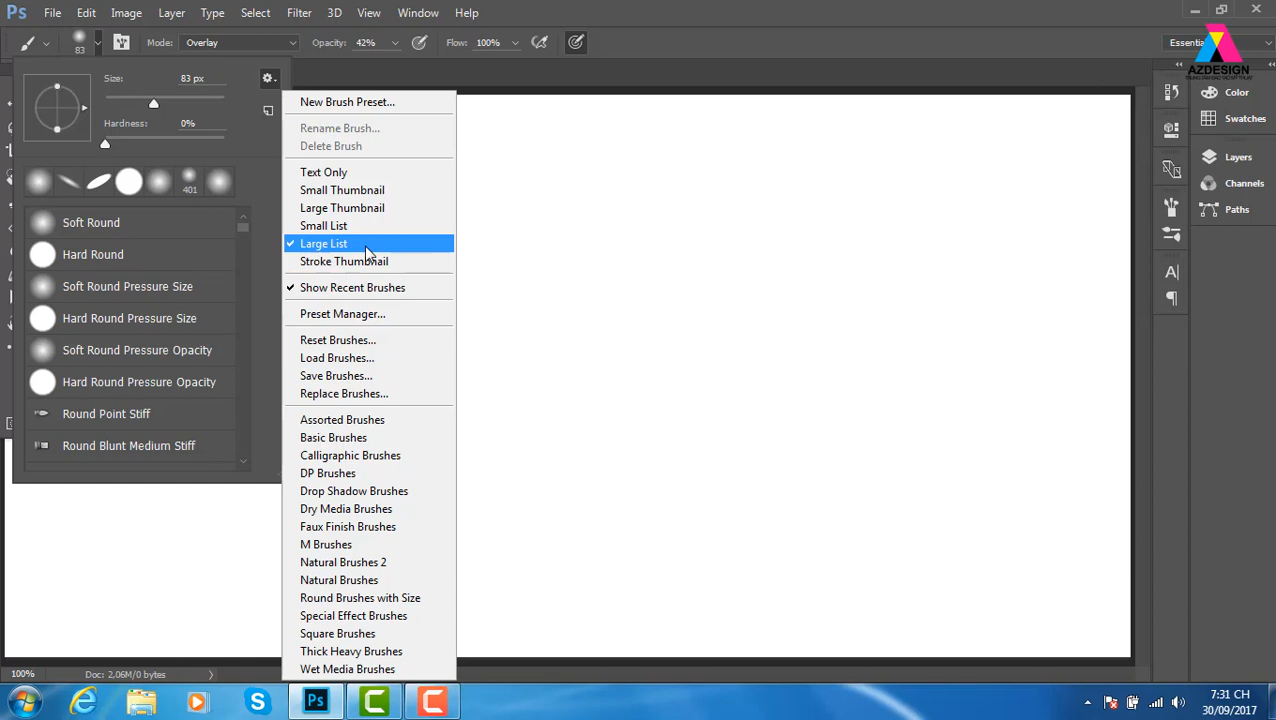 Ps File Edit Image Layer Type Select Filter 3D View Window Help
83 Mode: Overlay Opacity: 42% Flow: 100% Essenti
AZDESIGN
Size: 83 px
Hardness: 0%
401
Soft Round
Hard Round
Soft Round Pressure Size
Hard Round Pressure Size
Soft Round Pressure Opacity
Hard Round Pressure Opacity
Round Point Stiff
Round Blunt Medium Stiff
New Brush Preset...
Rename Brush...
Delete Brush
Text Only
Small Thumbnail
Large Thumbnail
Small List
Large List
Stroke Thumbnail
Show Recent Brushes
Preset Manager...
Reset Brushes...
Load Brushes...
Save Brushes...
Replace Brushes...
Assorted Brushes
Basic Brushes
Calligraphic Brushes
DP Brushes
Drop Shadow Brushes
Dry Media Brushes
Faux Finish Brushes
M Brushes
Natural Brushes 2
Natural Brushes
Round Brushes with Size
Special Effect Brushes
Square Brushes
Thick Heavy Brushes
Wet Media Brushes
Color
Swatches
Layers
Channels
Paths
100% Doc: 2,06M/0 bytes
Ps
7:31 CH
30/09/2017